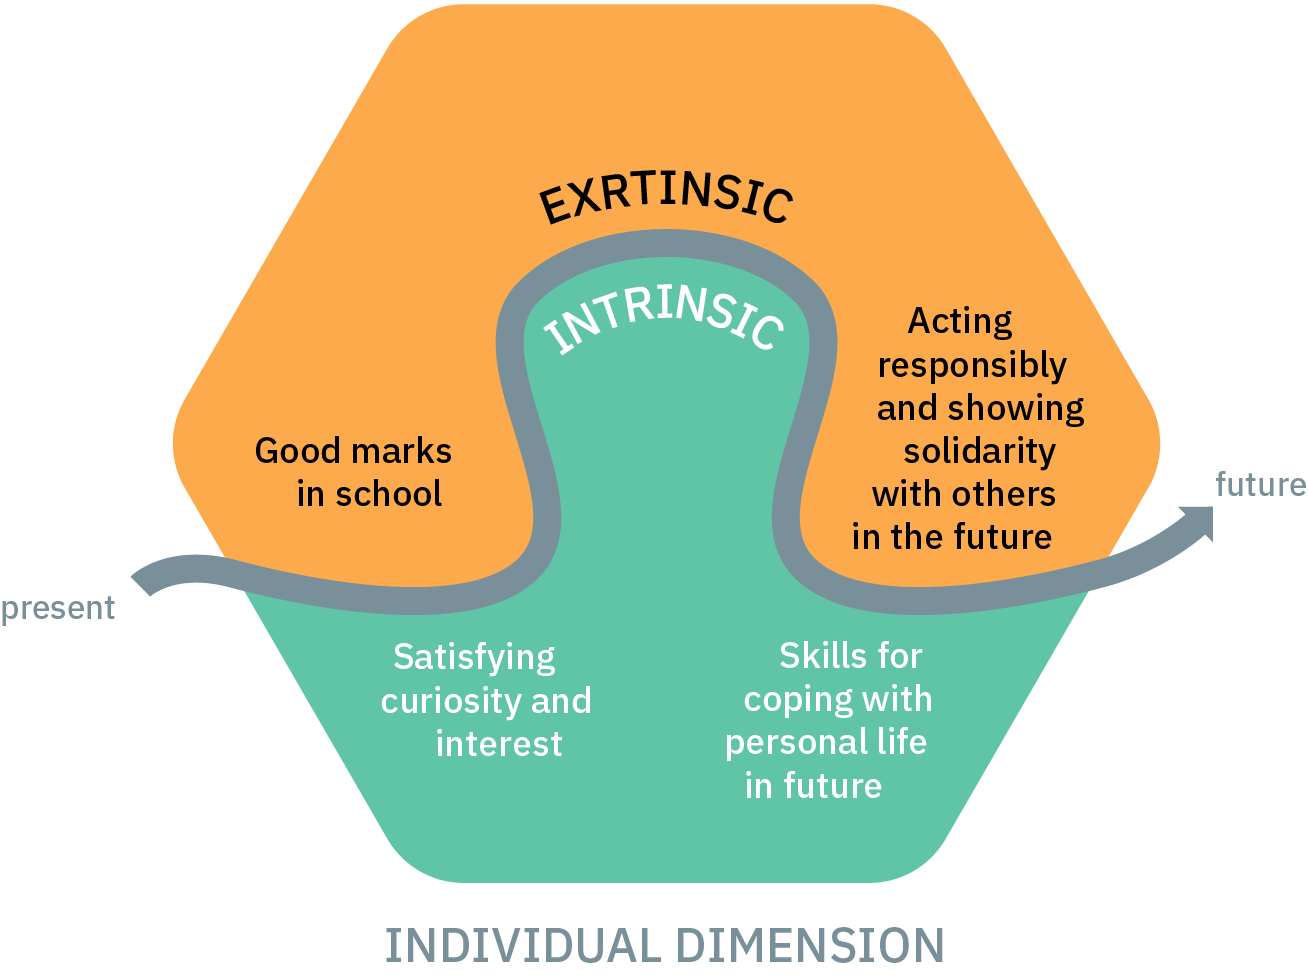 EXRTINSIC
INTRINSIC
Good marks
in school
Acting
responsibly
and showing
solidarity
with others
in the future
future
present
Satisfying
curiosity and
interest
Skills for
coping with
personal life
in future
INDIVIDUAL DIMENSION